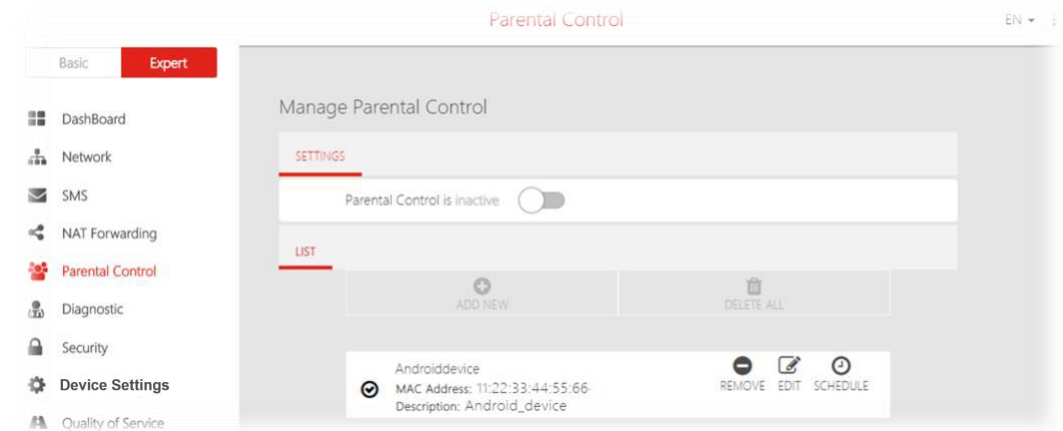 Parental Control
EN
Basic
Expert
DashBoard
Network
SMS
NAT Forwarding
Parental Control
Diagnostic
Security
Device Settings
Quality of Service
Manage Parental Control
SETTINGS
Parental Control is inactive
LIST
ADD NEW
DELETE ALL
Androiddevice
MAC Address: 11:22:33:44:55:66-
Description: Android_device
REMOVE EDIT SCHEDULE